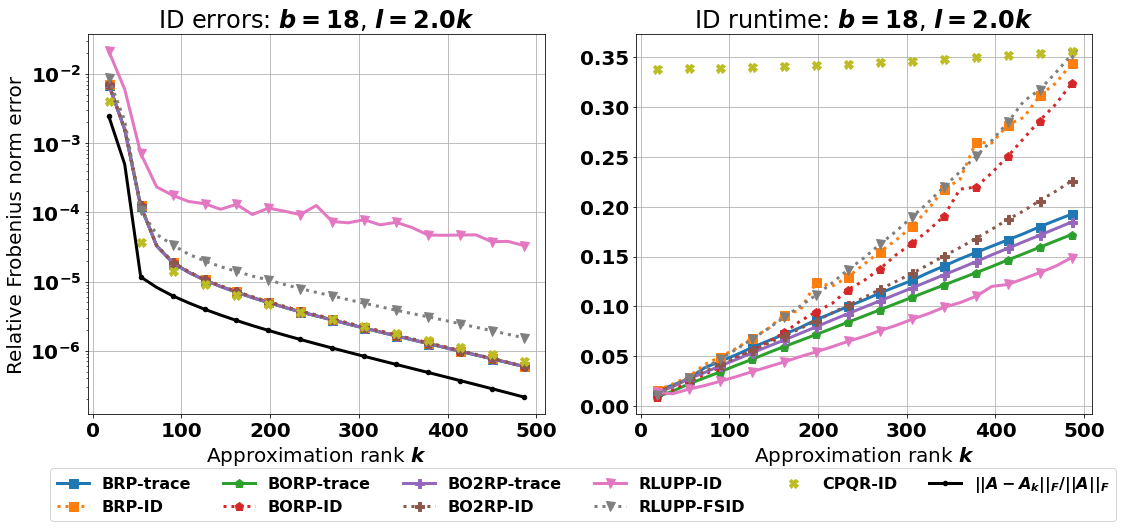 ID errors: b = 18, l = 2.0k
Relative Frobenius norm error
10⁻²
10⁻³
10⁻⁴
10⁻⁵
10⁻⁶
0 100 200 300 400 500
Approximation rank k
ID runtime: b = 18, l = 2.0k
0.35
0.30
0.25
0.20
0.15
0.10
0.05
0.00
0 100 200 300 400 500
Approximation rank k
BRP-trace BORP-trace BO2RP-trace RLUPP-ID CPQR-ID ||A − Aₖ||F/||A||F
BRP-ID BORP-ID BO2RP-ID RLUPP-FSID